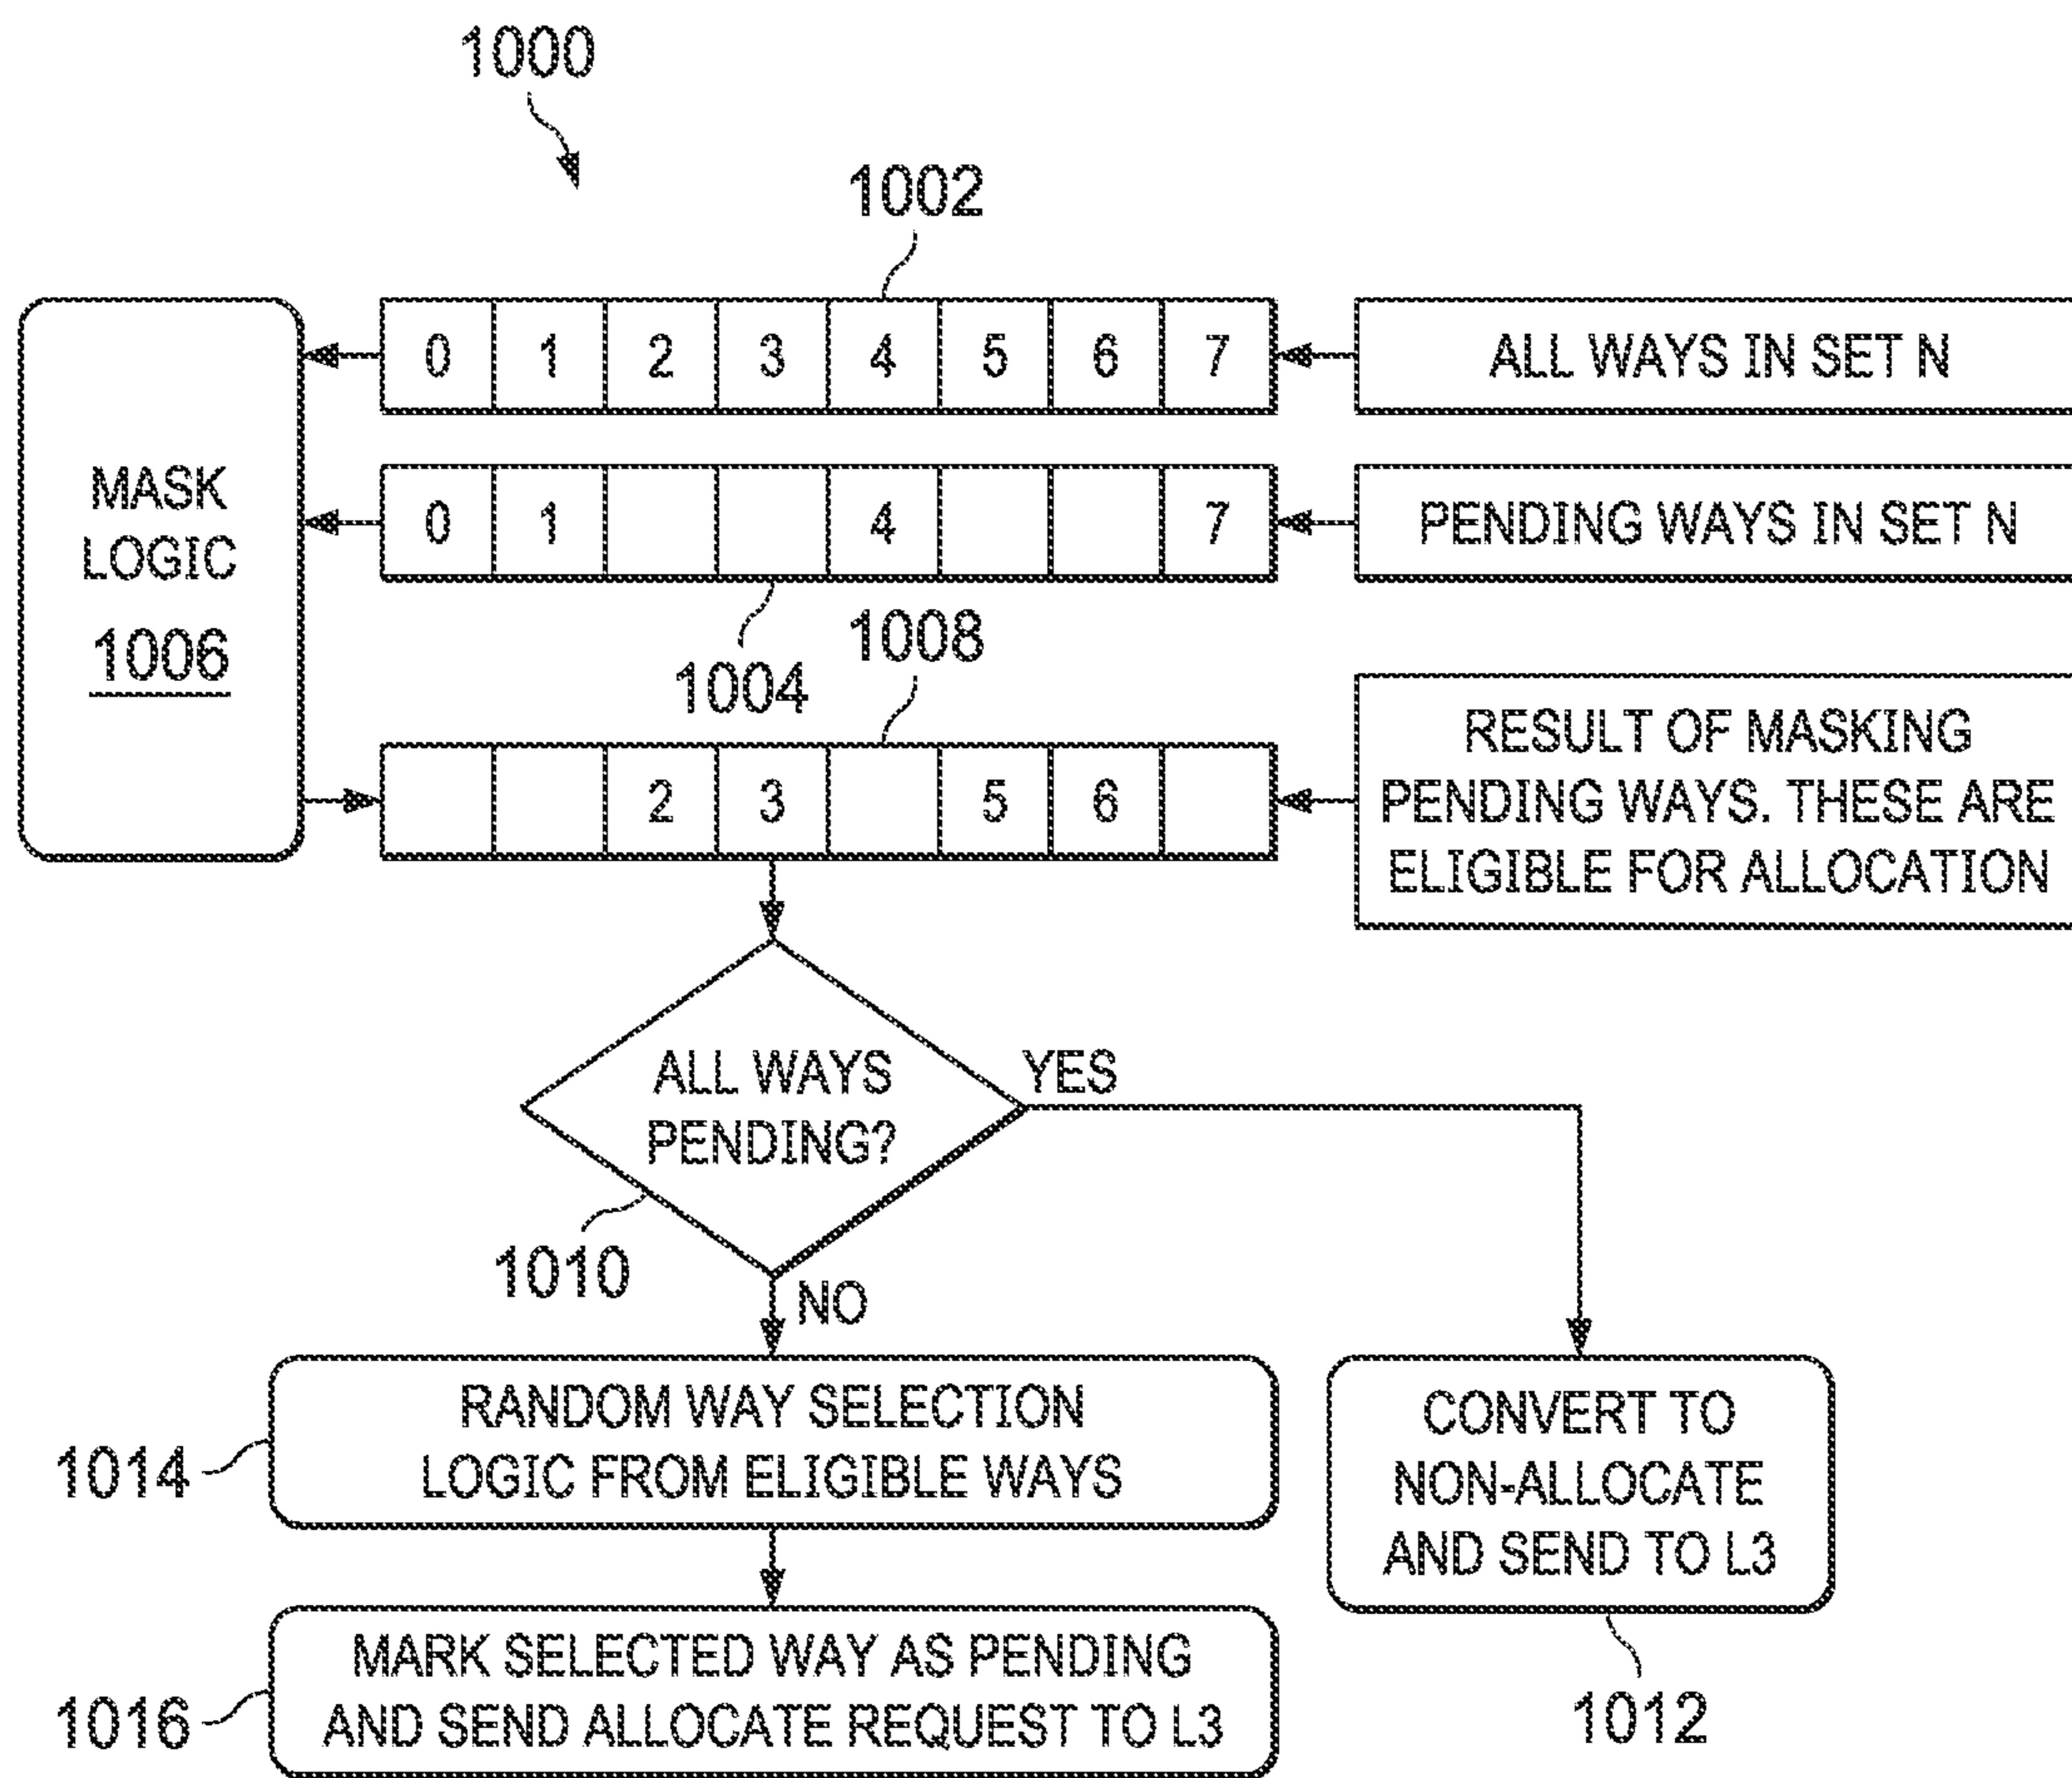 1000
1002
0 1 2 3 4 5 6 7
ALL WAYS IN SET N
MASK
LOGIC
1006
0 1 4 7
PENDING WAYS IN SET N
1004
1008
2 3 5 6
RESULT OF MASKING
PENDING WAYS. THESE ARE
ELIGIBLE FOR ALLOCATION
ALL WAYS
PENDING?
YES
1010
NO
RANDOM WAY SELECTION
LOGIC FROM ELIGIBLE WAYS
1014
CONVERT TO
NON-ALLOCATE
AND SEND TO L3
1012
MARK SELECTED WAY AS PENDING
AND SEND ALLOCATE REQUEST TO L3
1016